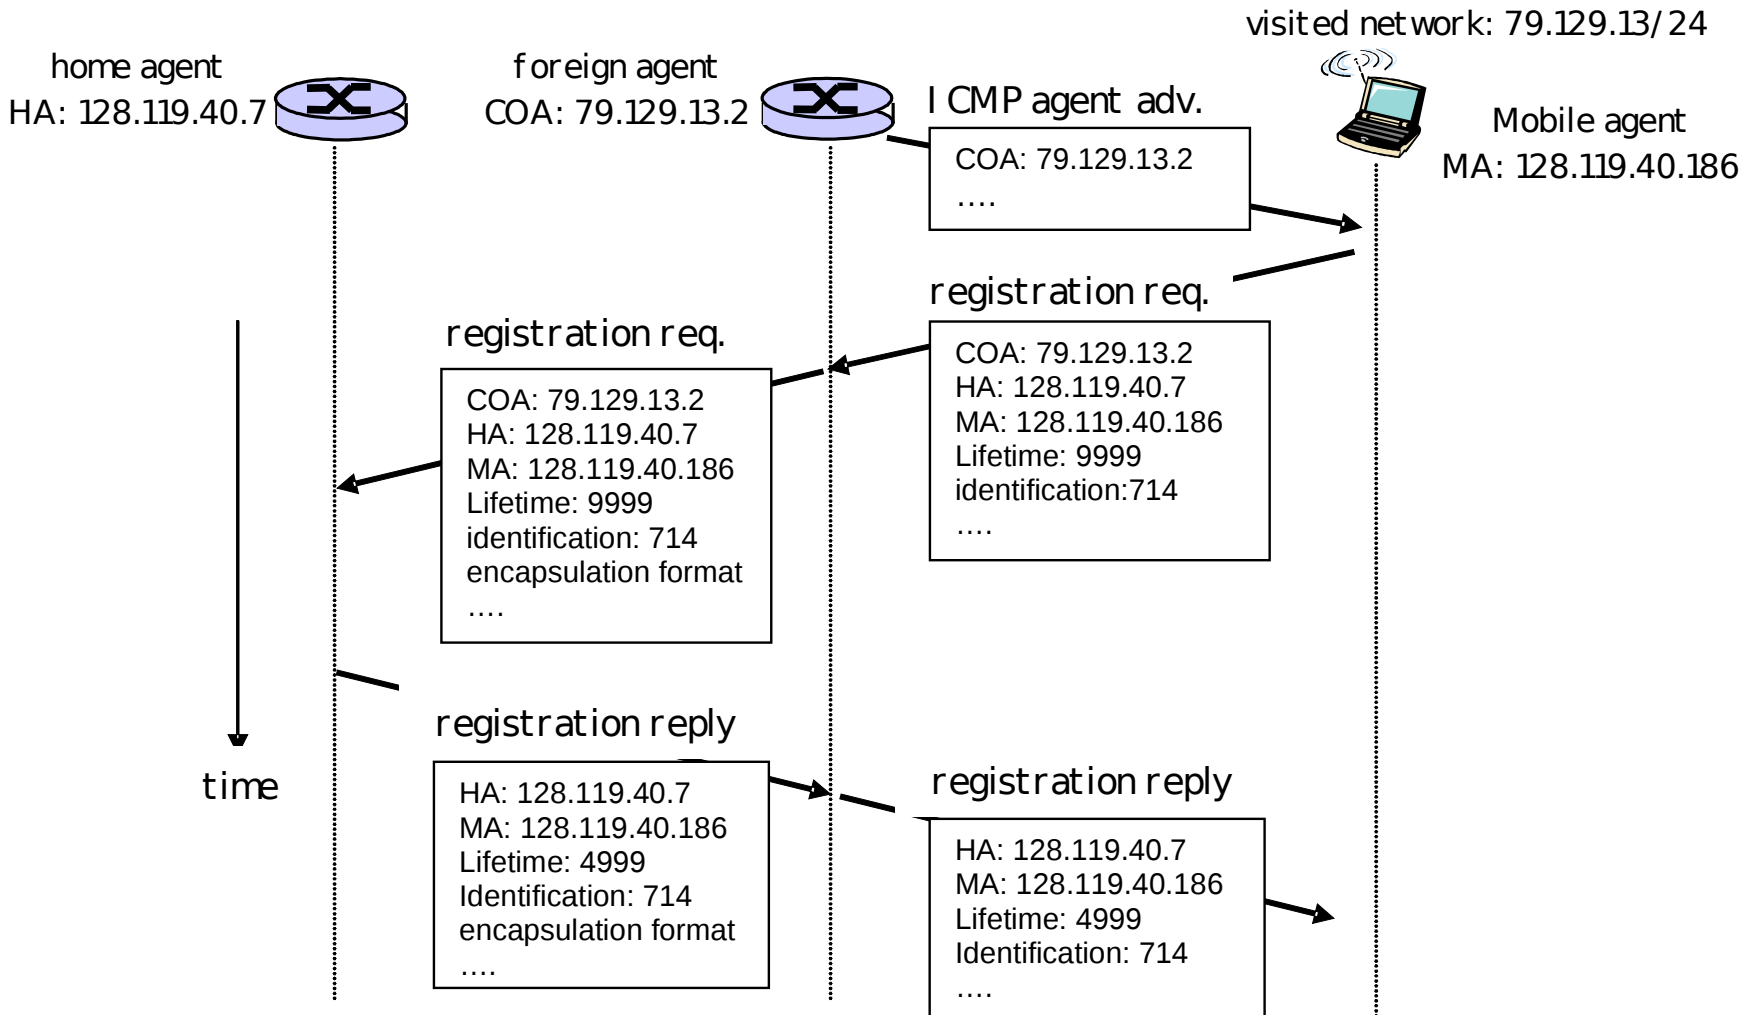 visited network: 79.129.13/24
home agent
HA: 128.119.40.7
foreign agent
COA: 79.129.13.2
ICMP agent adv.
COA: 79.129.13.2
....
Mobile agent
MA: 128.119.40.186
registration req.
COA: 79.129.13.2
HA: 128.119.40.7
MA: 128.119.40.186
Lifetime: 9999
identification:714
....
registration req.
COA: 79.129.13.2
HA: 128.119.40.7
MA: 128.119.40.186
Lifetime: 9999
identification: 714
encapsulation format
....
time
registration reply
HA: 128.119.40.7
MA: 128.119.40.186
Lifetime: 4999
Identification: 714
encapsulation format
....
registration reply
HA: 128.119.40.7
MA: 128.119.40.186
Lifetime: 4999
Identification: 714
....